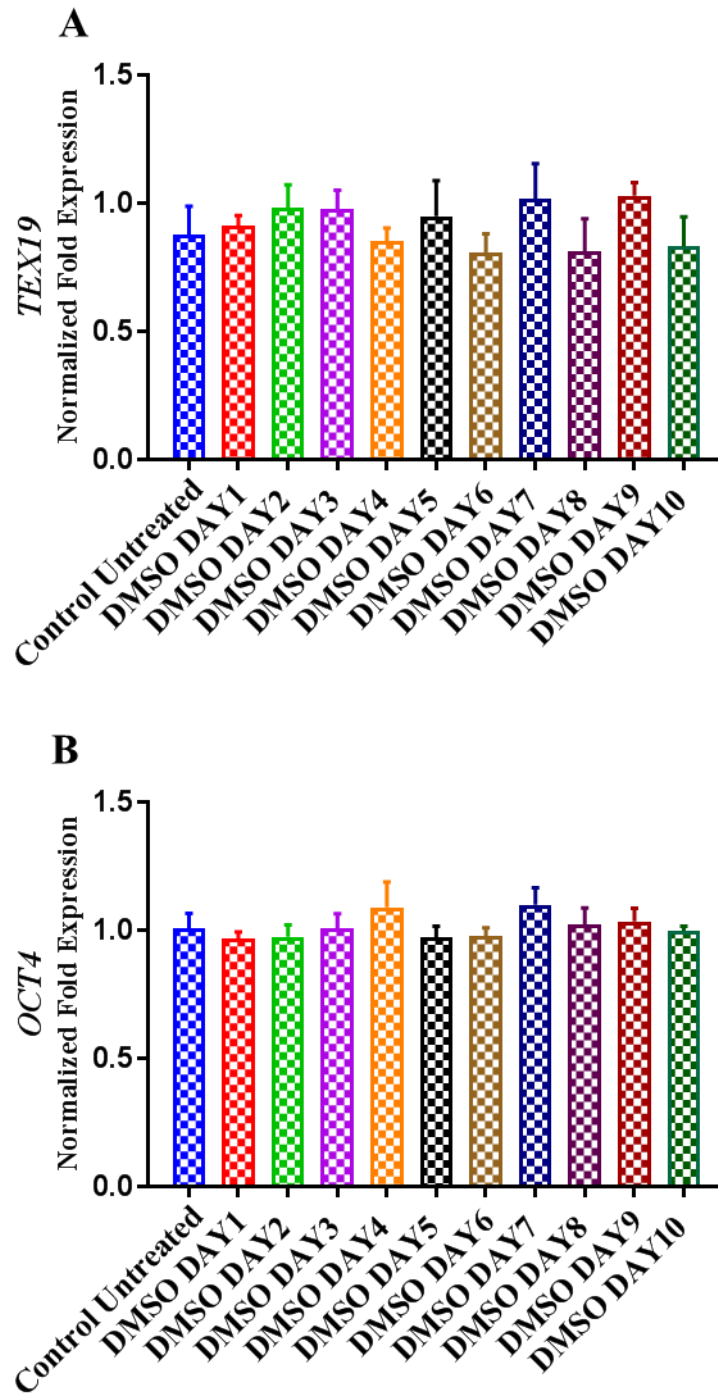 A
TEX19
Normalized Fold Expression
1.5
1.0
0.5
0.0
Control Untreated
DMSO DAY1
DMSO DAY2
DMSO DAY3
DMSO DAY4
DMSO DAY5
DMSO DAY6
DMSO DAY7
DMSO DAY8
DMSO DAY9
DMSO DAY10
B
OCT4
Normalized Fold Expression
1.5
1.0
0.5
0.0
Control Untreated
DMSO DAY1
DMSO DAY2
DMSO DAY3
DMSO DAY4
DMSO DAY5
DMSO DAY6
DMSO DAY7
DMSO DAY8
DMSO DAY9
DMSO DAY10